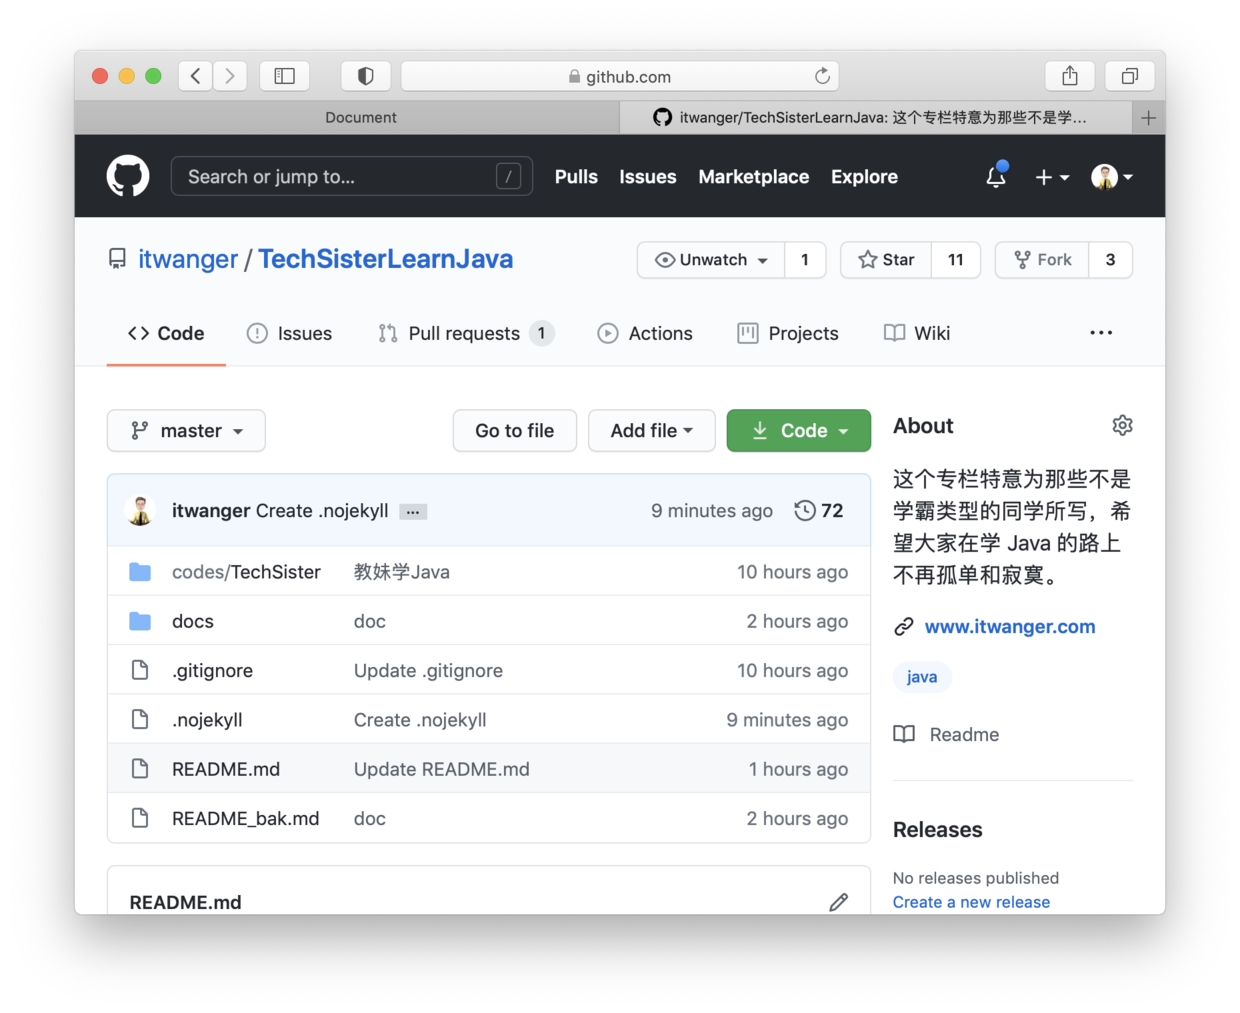 github.com
Document
itwanger/TechSisterLearnJava: 这个专栏特意为那些不是学...
Search or jump to... /
Pulls Issues Marketplace Explore
itwanger / TechSisterLearnJava
Unwatch 1
Star 11
Fork 3
Code
Issues
Pull requests 1
Actions
Projects
Wiki
master
Go to file
Add file
Code
itwanger Create .nojekyll ... 9 minutes ago 72
codes/TechSister 教妹学Java 10 hours ago
docs doc 2 hours ago
.gitignore Update .gitignore 10 hours ago
.nojekyll Create .nojekyll 9 minutes ago
README.md Update README.md 1 hours ago
README_bak.md doc 2 hours ago
README.md
About
这个专栏特意为那些不是
学霸类型的同学所写，希
望大家在学 Java 的路上
不再孤单和寂寞。
www.itwanger.com
java
Readme
Releases
No releases published
Create a new release